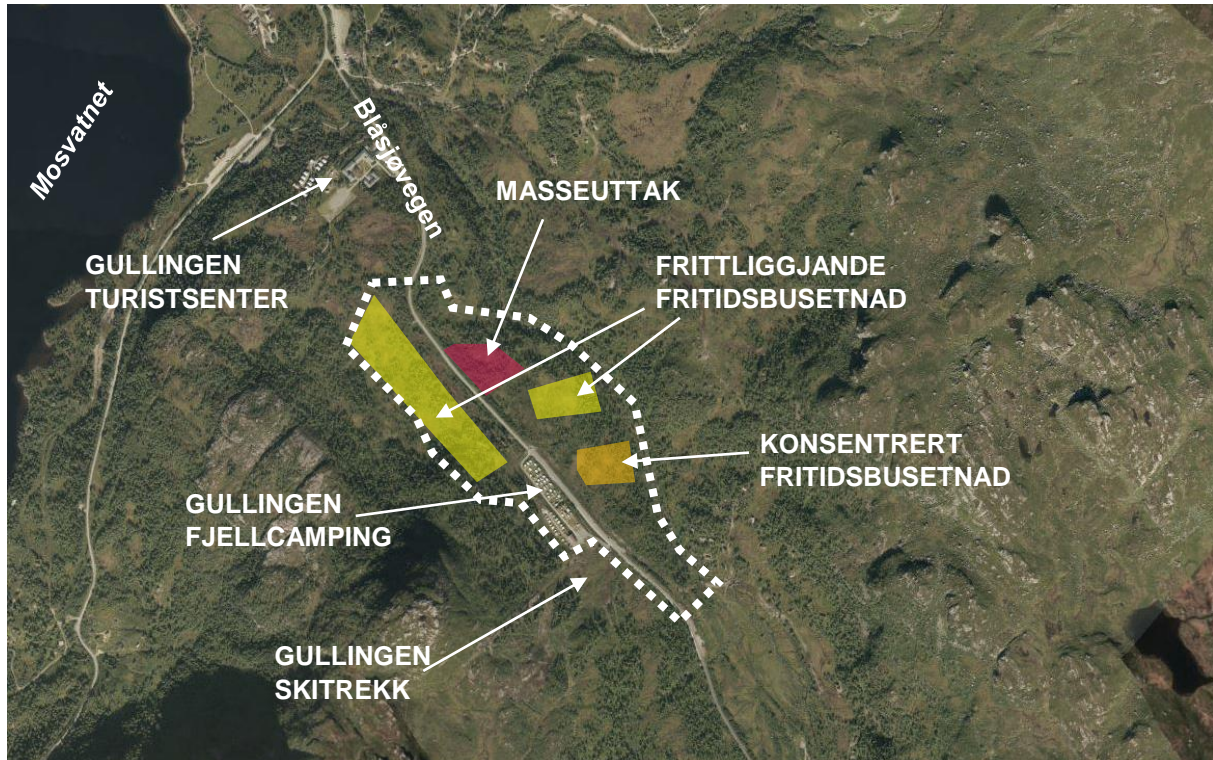 Mosvatnet
Blåsjøvegen
MASSEUTTAK
GULLINGEN
TURISTSENTER
FRITTLIGGJANDE
FRITIDSBUSETNAD
KONSENTRERT
FRITIDSBUSETNAD
GULLINGEN
FJELLCAMPING
GULLINGEN
SKITREKK